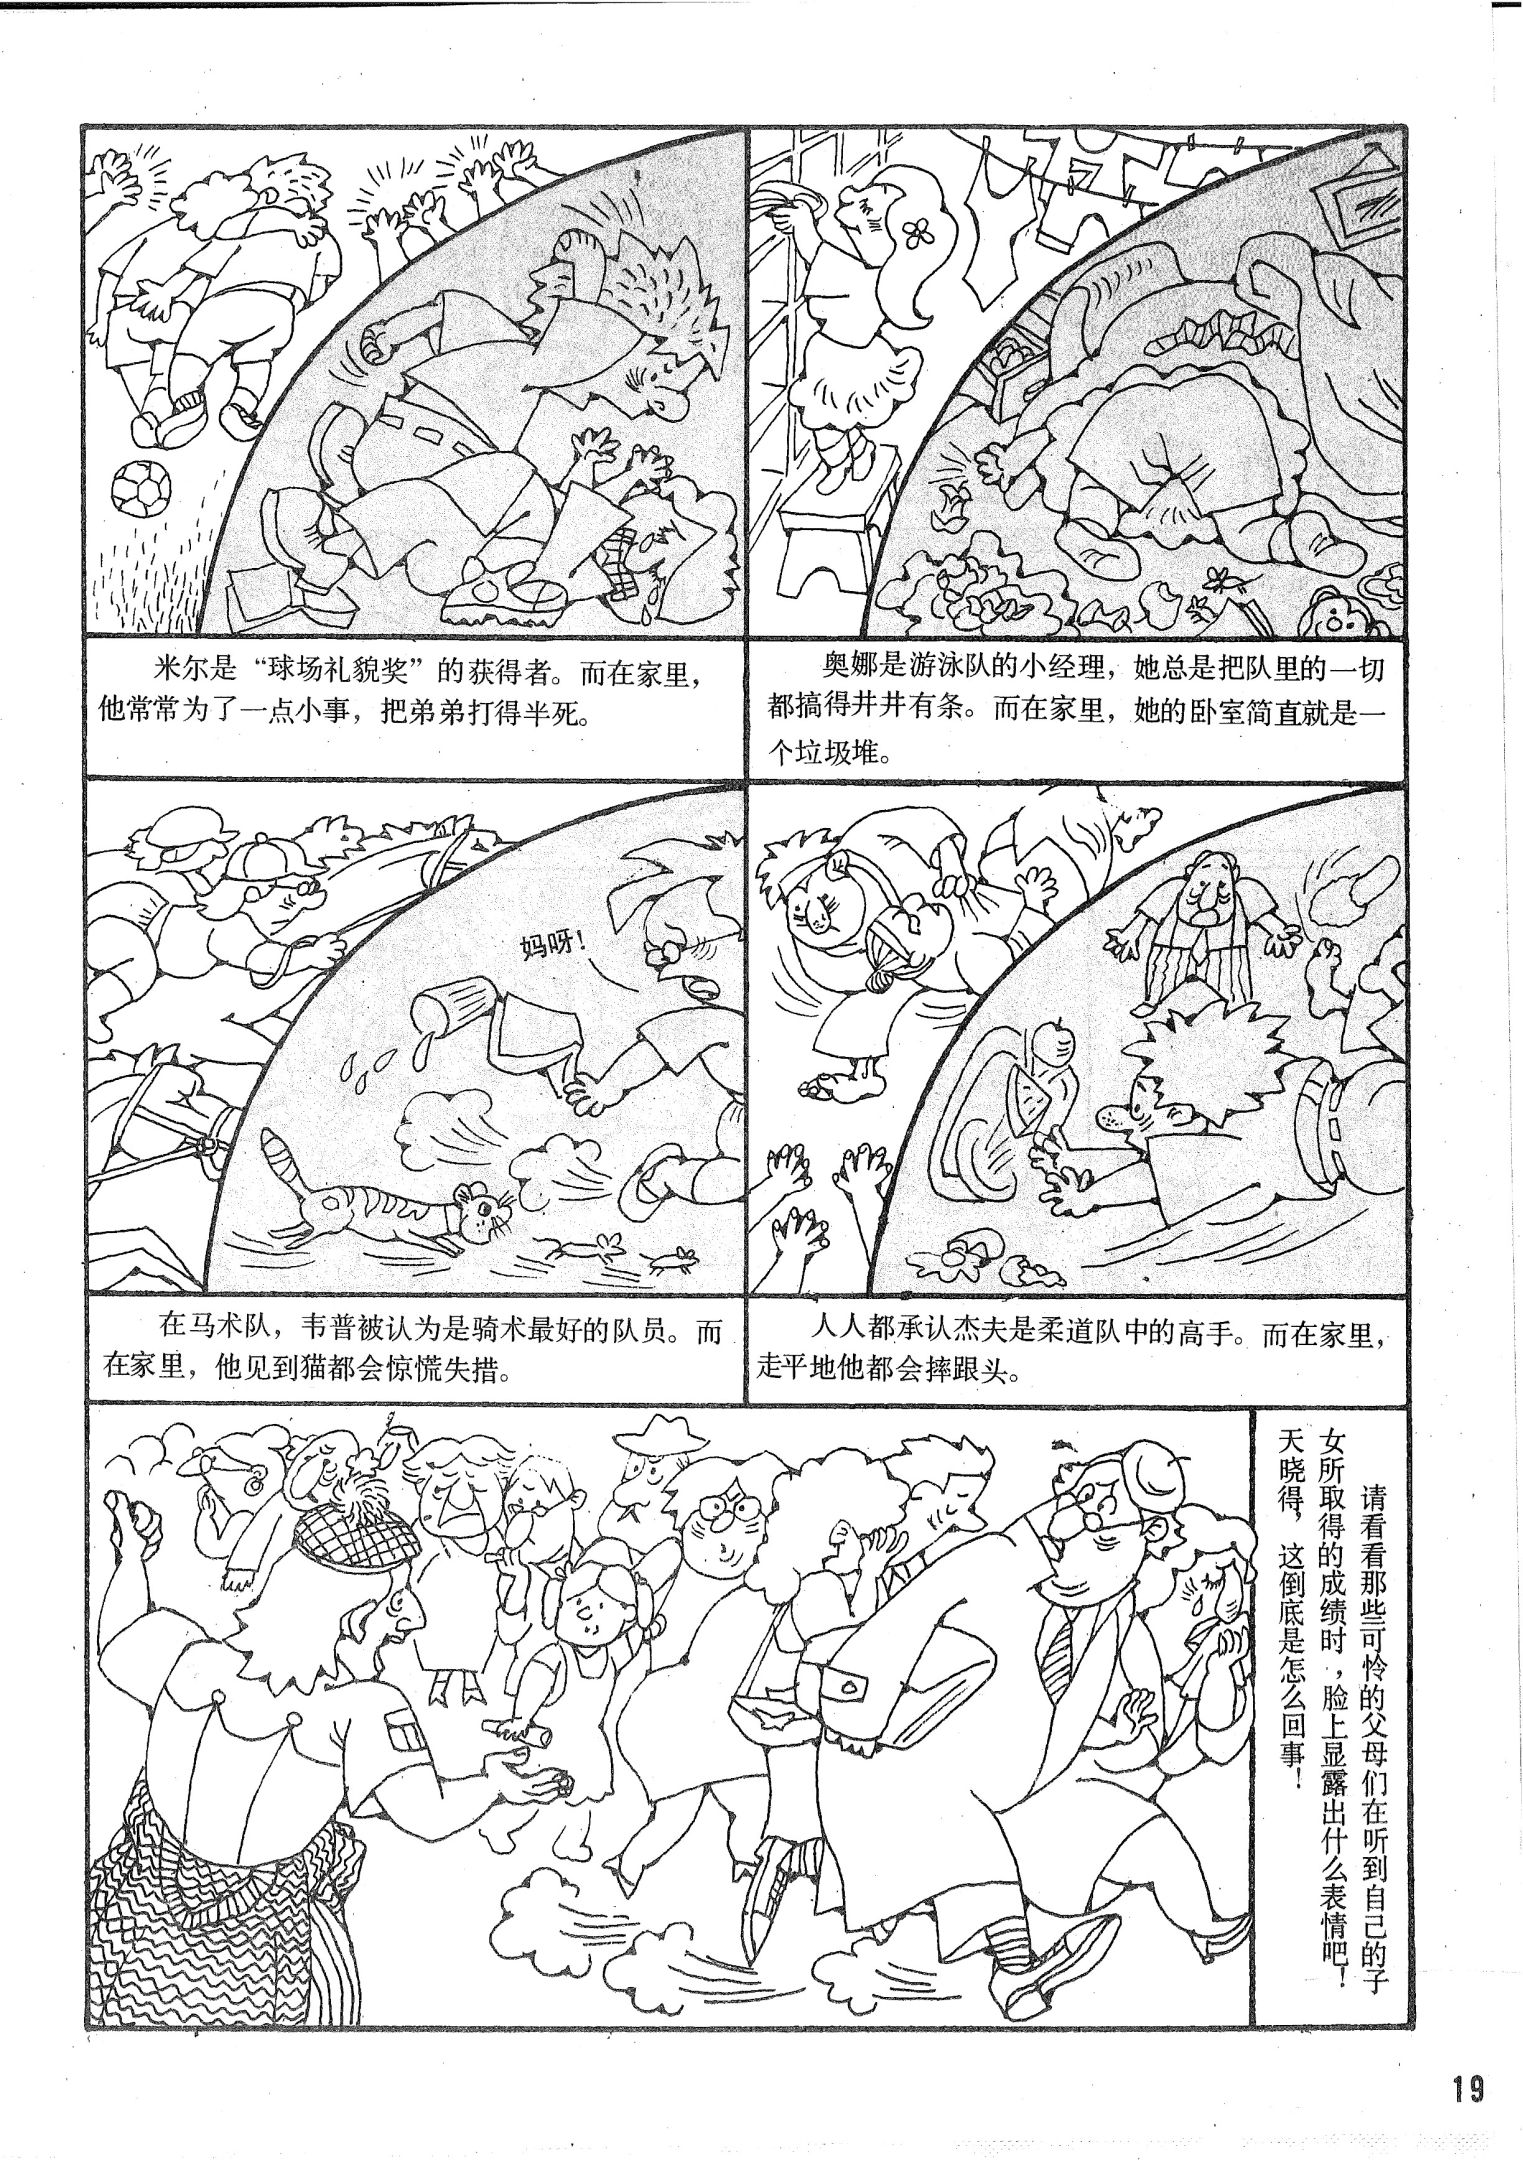 米尔是“球场礼貌奖”的获得者。而在家里，
他常常为了一点小事，把弟弟打得半死。
奥娜是游泳队的小经理，她总是把队里的一切
都搞得井井有条。而在家里，她的卧室简直就是一
个垃圾堆。
妈呀！
在马术队，韦普被认为是骑术最好的队员。而
在家里，他见到猫都会惊慌失措。
人人都承认杰夫是柔道队中的高手。而在家里，
走平地他都会摔跟头。
请看看那些可怜的父母们在听到自己的子
女所取得的成绩时，脸上显露出什么表情吧！
天晓得，这倒底是怎么回事！
19